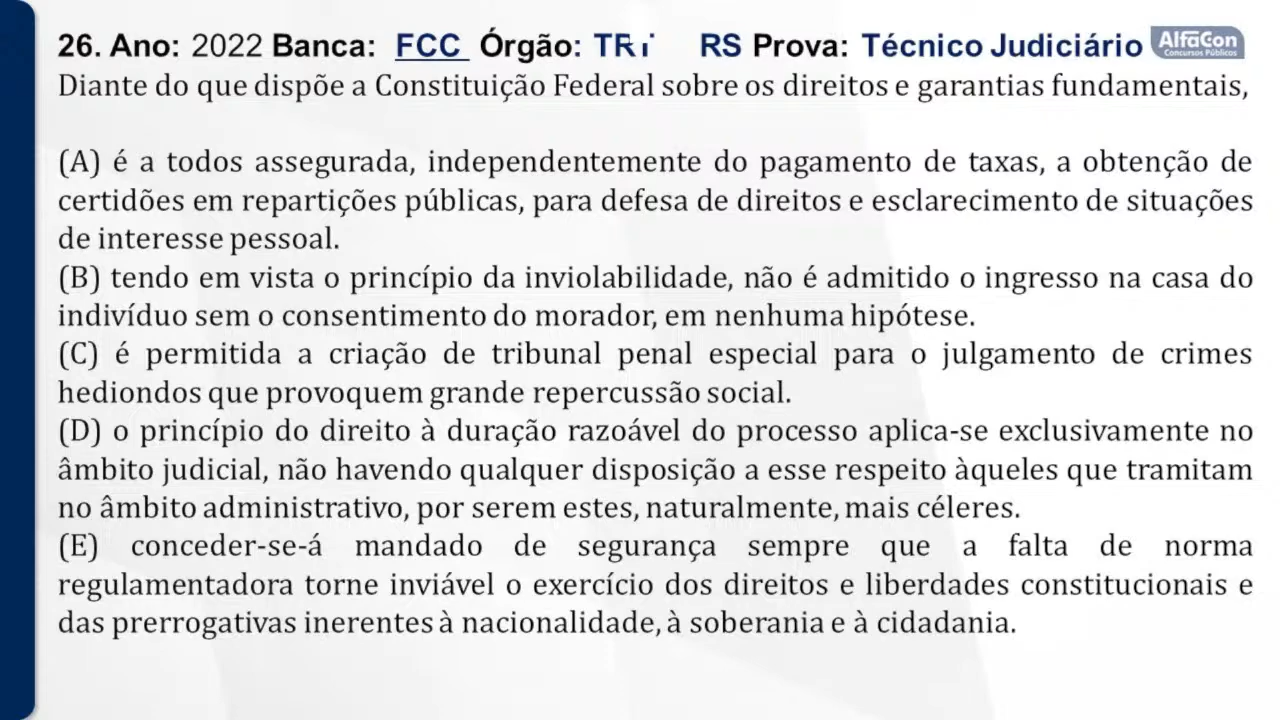 26. Ano: 2022 Banca: FCC Órgão: RS Prova: Técnico Judiciário
AlfaCon
Concursos Públicos
Diante do que dispõe a Constituição Federal sobre os direitos e garantias fundamentais,
(A) é a todos assegurada, independentemente do pagamento de taxas, a obtenção de
certidões em repartições públicas, para defesa de direitos e esclarecimento de situações
de interesse pessoal.
(B) tendo em vista o princípio da inviolabilidade, não é admitido o ingresso na casa do
indivíduo sem o consentimento do morador, em nenhuma hipótese.
(C) é permitida a criação de tribunal penal especial para o julgamento de crimes
hediondos que provoquem grande repercussão social.
(D) o princípio do direito à duração razoável do processo aplica-se exclusivamente no
âmbito judicial, não havendo qualquer disposição a esse respeito àqueles que tramitam
no âmbito administrativo, por serem estes, naturalmente, mais céleres.
(E) conceder-se-á mandado de segurança sempre que a falta de norma
regulamentadora torne inviável o exercício dos direitos e liberdades constitucionais e
das prerrogativas inerentes à nacionalidade, à soberania e à cidadania.